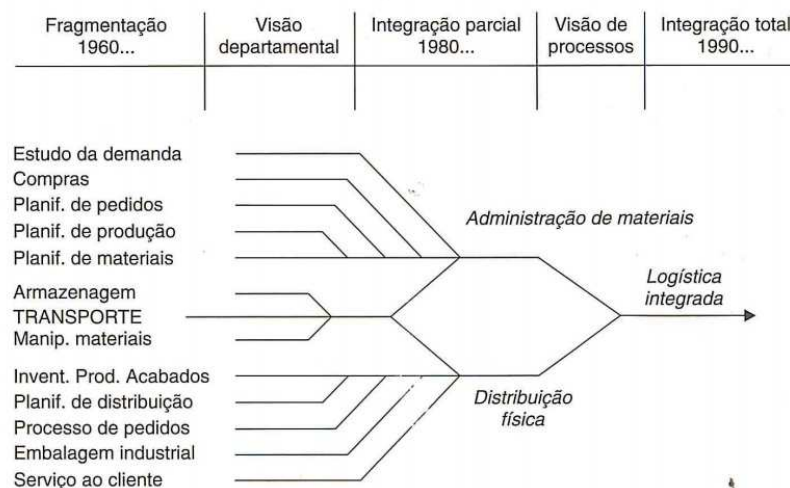 Fragmentação
1960...
Visão
departamental
Integração parcial
1980...
Visão de
processos
Integração total
1990...
Estudo da demanda
Compras
Planif. de pedidos
Planif. de produção
Planif. de materiais
Administração de materiais
Armazenagem
TRANSPORTE
Manip. materiais
Logística
integrada
Invent. Prod. Acabados
Planif. de distribuição
Processo de pedidos
Embalagem industrial
Serviço ao cliente
Distribuição
física